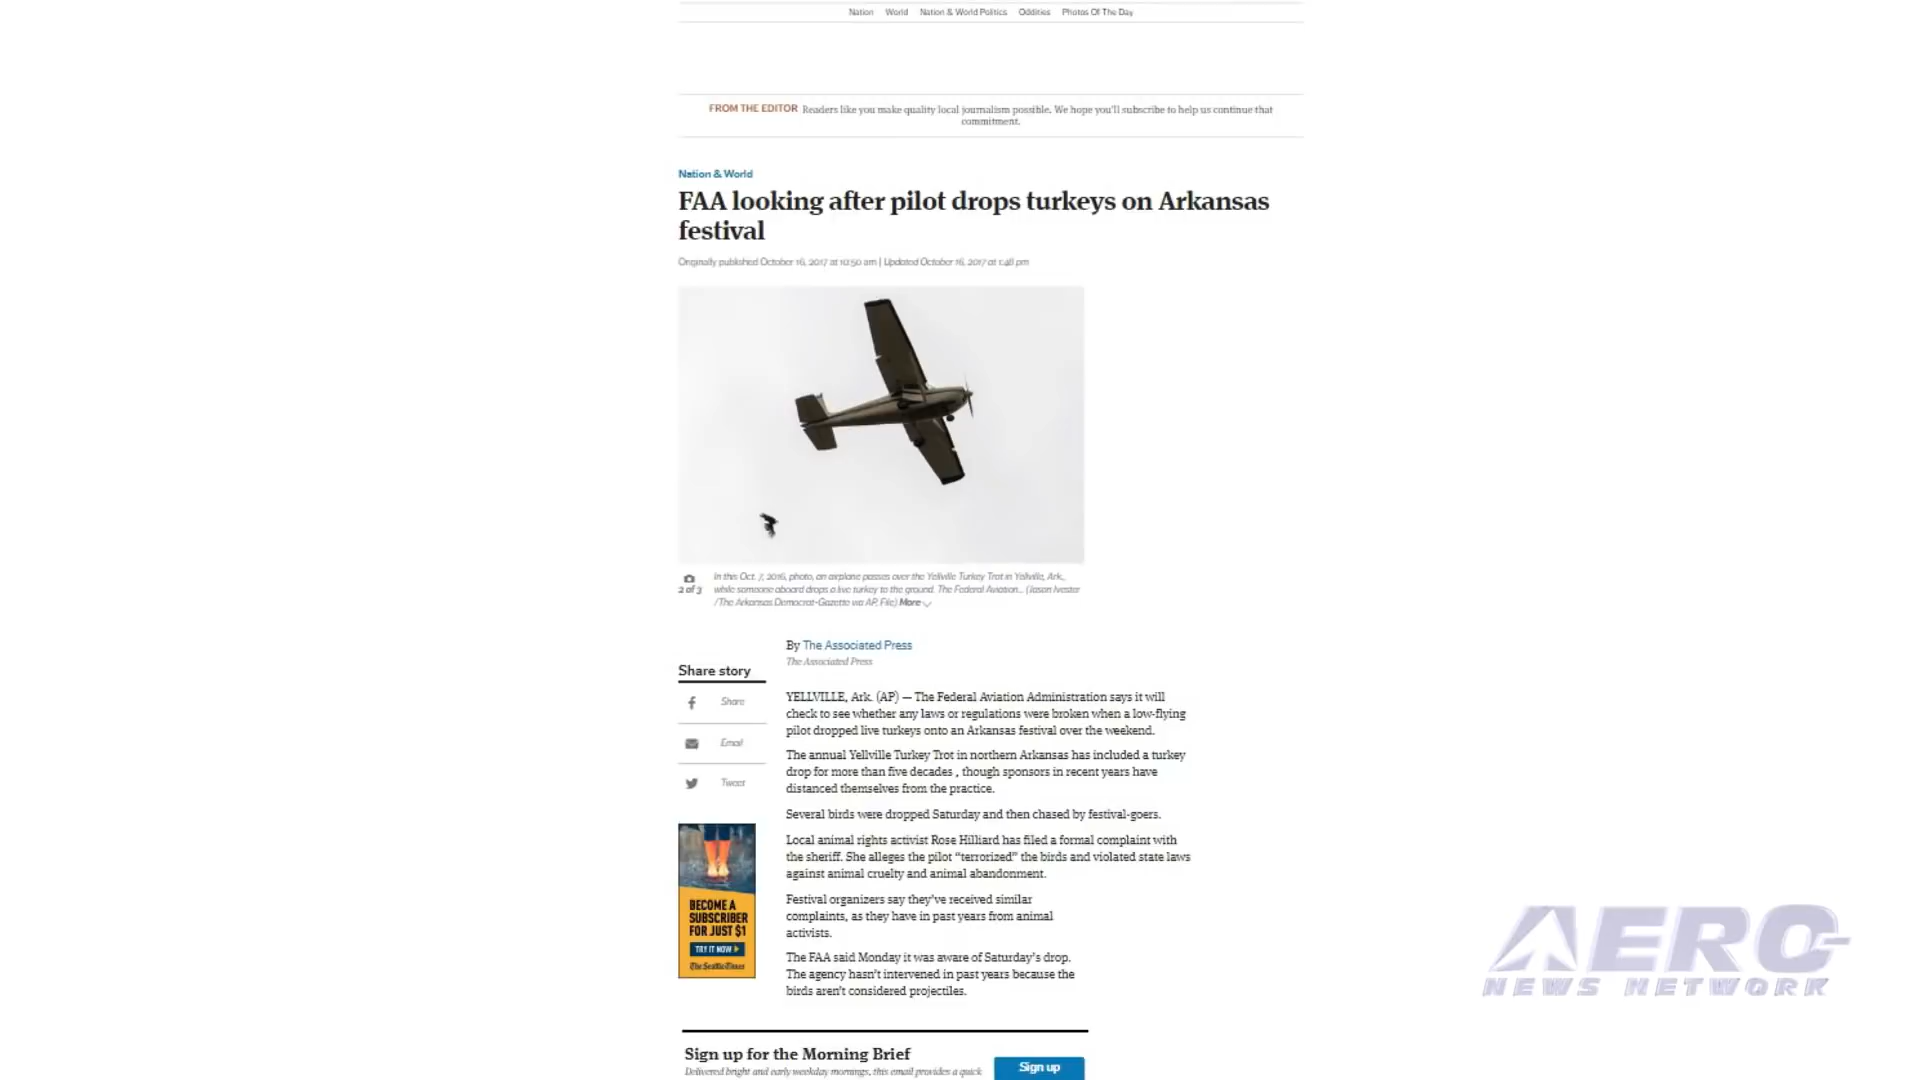 Nation World Nation & World Politics Oddities Photos Of The Day
FROM THE EDITOR Readers like you make quality local journalism possible. We hope you'll subscribe to help us continue that
commitment.
Nation & World
FAA looking after pilot drops turkeys on Arkansas
festival
Originally published October 16, 2017 at 10:50 am | Updated October 16, 2017 at 1:48 pm
2 of 3
In this Oct. 7, 2016, photo, an airplane passes over the Yellville Turkey Trot in Yellville, Ark.,
while someone aboard drops a live turkey to the ground. The Federal Aviation... (Jason Ivester
/The Arkansas Democrat-Gazette via AP, File) More
By The Associated Press
The Associated Press
Share story
Share
Email
Tweet
YELLVILLE, Ark. (AP) — The Federal Aviation Administration says it will
check to see whether any laws or regulations were broken when a low-flying
pilot dropped live turkeys onto an Arkansas festival over the weekend.
The annual Yellville Turkey Trot in northern Arkansas has included a turkey
drop for more than five decades , though sponsors in recent years have
distanced themselves from the practice.
Several birds were dropped Saturday and then chased by festival-goers.
Local animal rights activist Rose Hilliard has filed a formal complaint with
the sheriff. She alleges the pilot “terrorized” the birds and violated state laws
against animal cruelty and animal abandonment.
Festival organizers say they've received similar
complaints, as they have in past years from animal
activists.
The FAA said Monday it was aware of Saturday's drop.
The agency hasn't intervened in past years because the
birds aren't considered projectiles.
BECOME A
SUBSCRIBER
FOR JUST $1
TRY IT NOW
The Seattle Times
Sign up for the Morning Brief
Delivered bright and early weekday mornings, this email provides a quick
Sign up
AERO
NEWS NETWORK